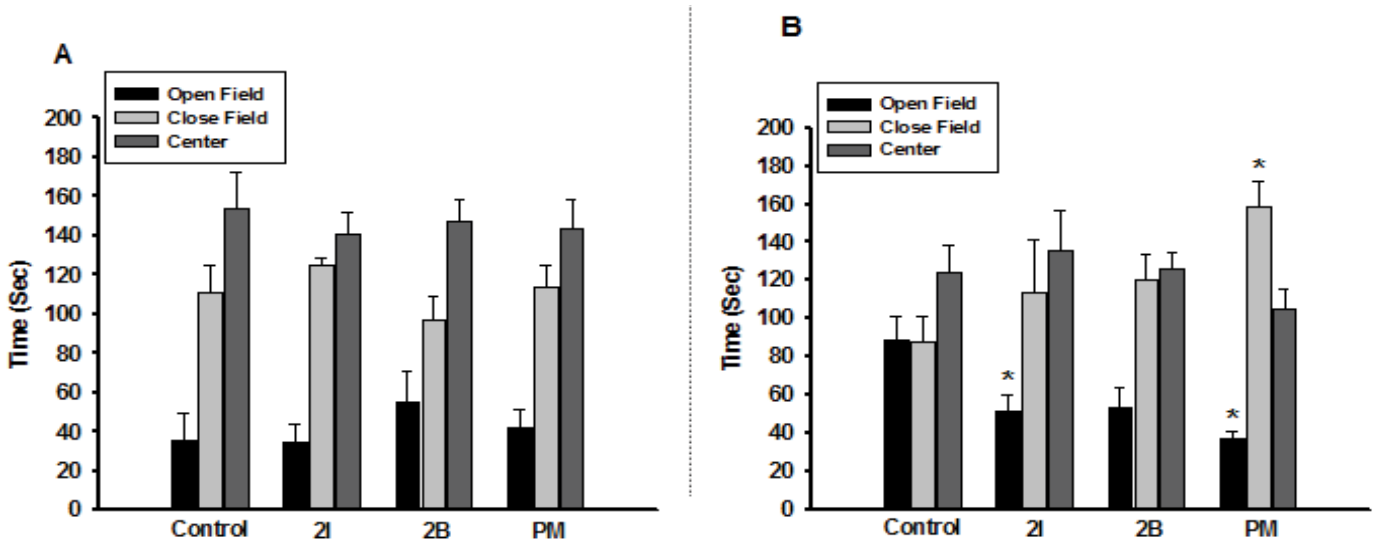 A
Open Field
Close Field
Center
200
180
160
140
120
100
80
60
40
20
0
Time (Sec)
Control 2I 2B PM
B
Open Field
Close Field
Center
200
180
160
140
120
100
80
60
40
20
0
Time (Sec)
*
*
*
Control 2I 2B PM